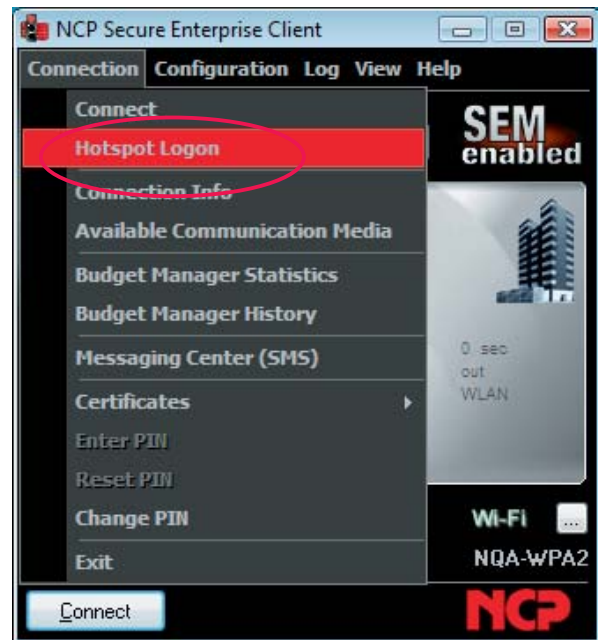 NCP Secure Enterprise Client
Connection Configuration Log View Help
Connect
Hotspot Logon
Connection Info
Available Communication Media
Budget Manager Statistics
Budget Manager History
Messaging Center (SMS)
Certificates
Enter PIN
Reset PIN
Change PIN
Exit
SEM
enabled
0 sec
out
WLAN
Wi-Fi ...
NQA-WPA2
Connect
NCP